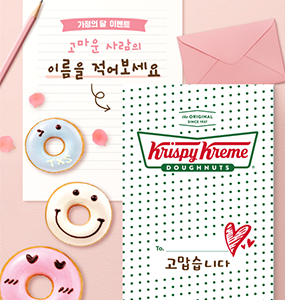 가정의 달 이벤트
고마운 사람의
이름을 적어보세요
the ORIGINAL
SINCE 1937
Krispy Kreme
DOUGHNUTS
To.
고맙습니다